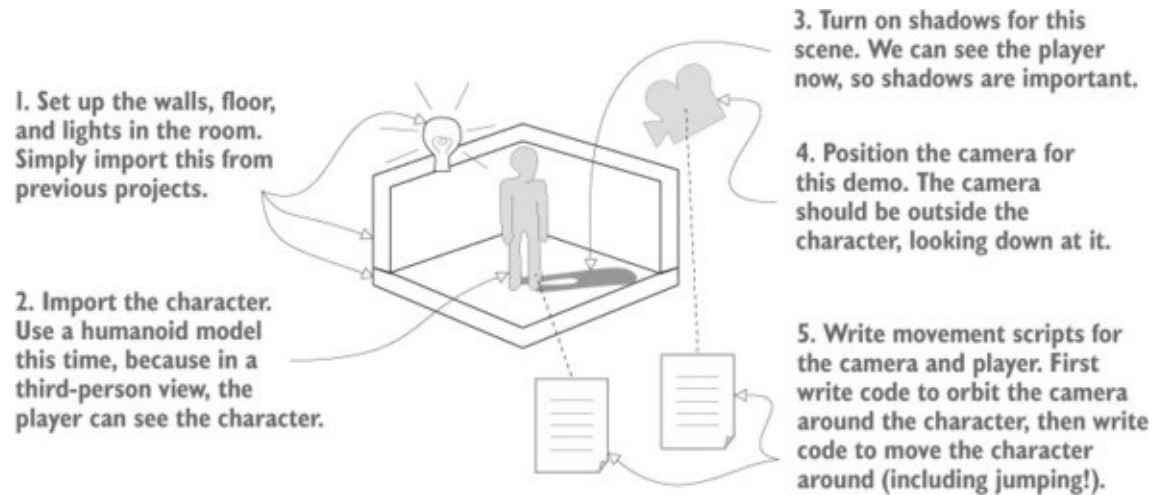 1. Set up the walls, floor,
and lights in the room.
Simply import this from
previous projects.
2. Import the character.
Use a humanoid model
this time, because in a
third-person view, the
player can see the character.
3. Turn on shadows for this
scene. We can see the player
now, so shadows are important.
4. Position the camera for
this demo. The camera
should be outside the
character, looking down at it.
5. Write movement scripts for
the camera and player. First
write code to orbit the camera
around the character, then write
code to move the character
around (including jumping!).